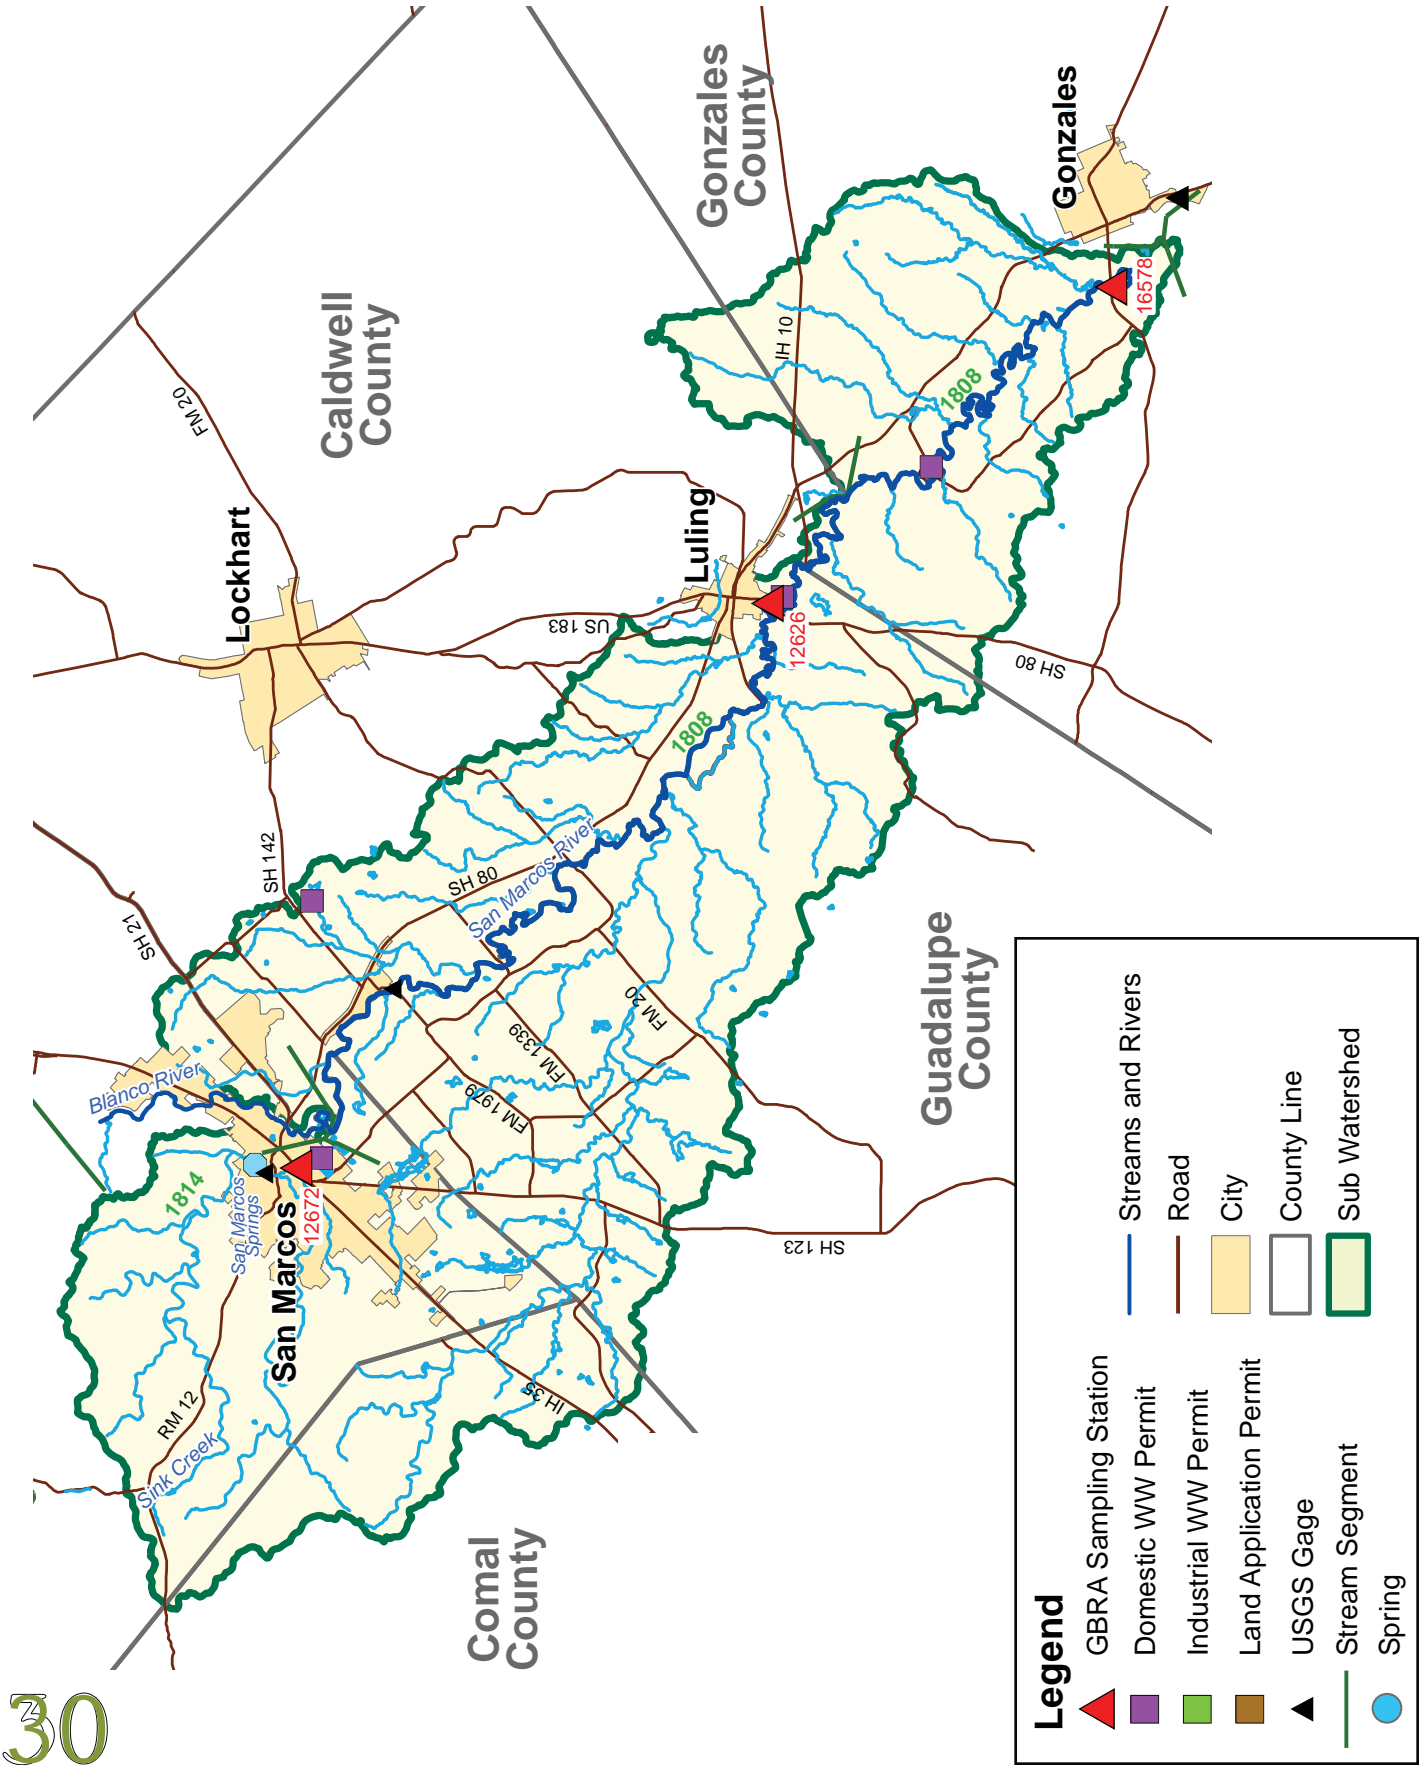 30
San Marcos
Lockhart
Luling
Gonzales
Comal
County
Guadalupe
County
Caldwell
County
Gonzales
County
Sink Creek
RM 12
San Marcos
Springs
1814
Blanco River
12672
SH 21
SH 142
SH 80
San Marcos River
FM 20
US 183
1808
12626
IH 10
1808
16578
SH 80
FM 20
FM 1339
FM 1979
SH 123
IH 35
Legend
GBRA Sampling Station
Domestic WW Permit
Industrial WW Permit
Land Application Permit
USGS Gage
Stream Segment
Spring
Streams and Rivers
Road
City
County Line
Sub Watershed